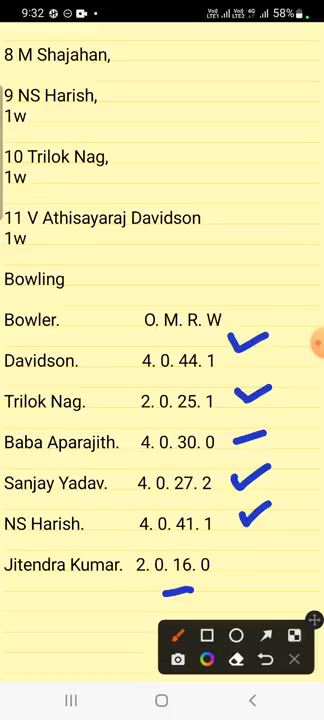 9:32
Vo) LTE1 Vo) LTE2 4G 58%
8 M Shajahan,
9 NS Harish,
1w
10 Trilok Nag,
1w
11 V Athisayaraj Davidson
1w
Bowling
Bowler. O. M. R. W
Davidson. 4. 0. 44. 1
Trilok Nag. 2. 0. 25. 1
Baba Aparajith. 4. 0. 30. 0
Sanjay Yadav. 4. 0. 27. 2
NS Harish. 4. 0. 41. 1
Jitendra Kumar. 2. 0. 16. 0